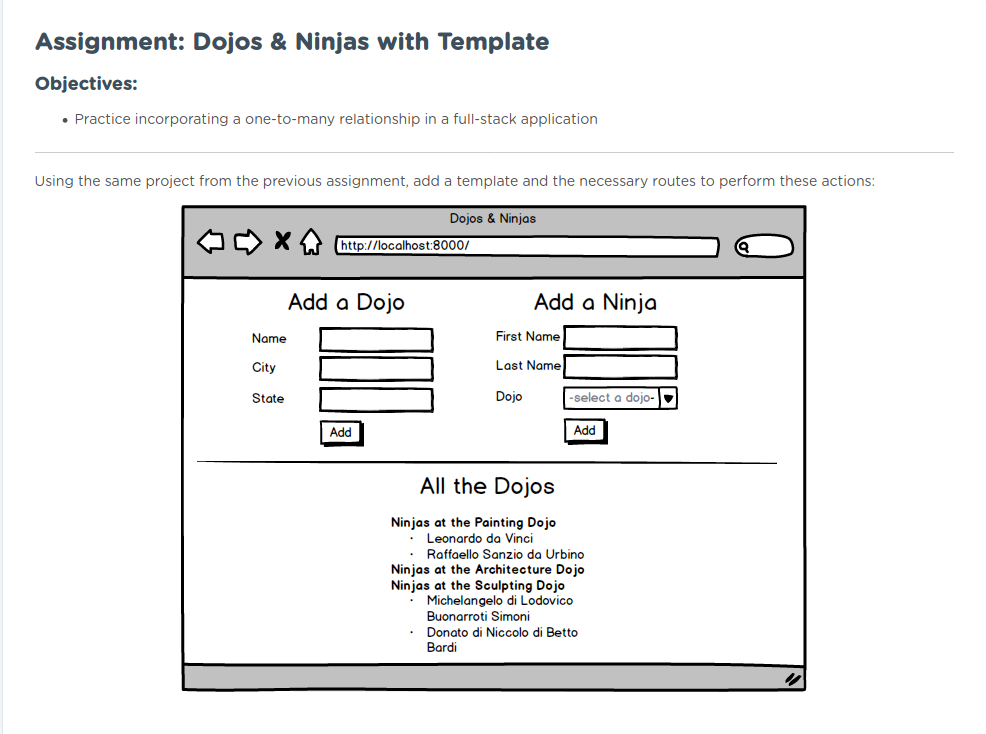 Assignment: Dojos & Ninjas with Template
Objectives:
• Practice incorporating a one-to-many relationship in a full-stack application
Using the same project from the previous assignment, add a template and the necessary routes to perform these actions:
Dojos & Ninjas
http://localhost:8000/
Add a Dojo
Name
City
State
Add
Add a Ninja
First Name
Last Name
Dojo
-select a dojo-
Add
All the Dojos
Ninjas at the Painting Dojo
· Leonardo da Vinci
· Raffaello Sanzio da Urbino
Ninjas at the Architecture Dojo
Ninjas at the Sculpting Dojo
· Michelangelo di Lodovico
Buonarroti Simoni
· Donato di Niccolo di Betto
Bardi